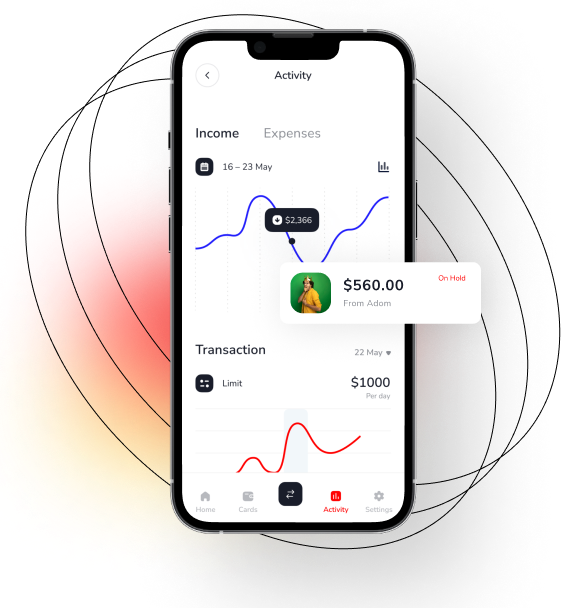 Activity
Income Expenses
16 – 23 May
$2,366
$560.00
On Hold
From Adom
Transaction
22 May
Limit
$1000
Per day
Home Cards Activity Settings